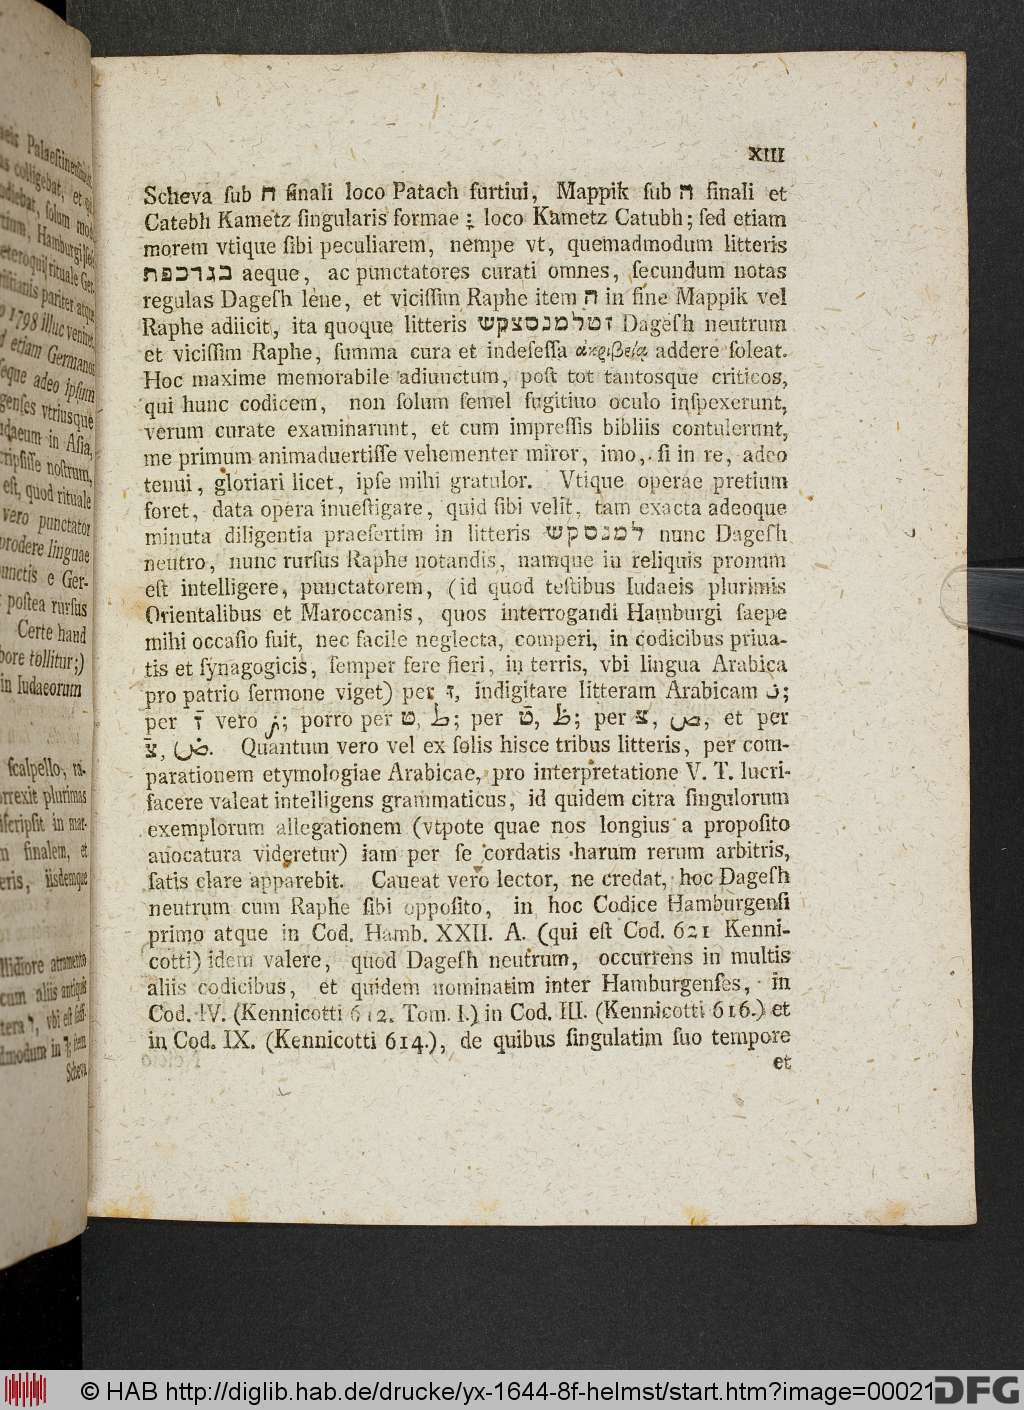 XIII
Scheva ſub ח finali loco Patach furtiui, Mappik ſub ה finali et
Catebh Kametz ſingularis formae ; loco Kametz Catubh; ſed etiam
morem vtique ſibi peculiarem, nempe vt, quemadmodum litteris
בגדכפת aeque, ac punctatores curati omnes, ſecundum notas
regulas Dageſh lene, et viciſſim Raphe item ה in fine Mappik vel
Raphe adiicit, ita quoque litteris זטלמנסצקש Dageſh neutrum
et viciſſim Raphe, ſumma cura et indefeſſa ἀκριβείᾳ addere ſoleat.
Hoc maxime memorabile adiunctum, poſt tot tantosque criticos,
qui hunc codicem, non ſolum ſemel fugitiuo oculo inſpexerunt,
verum curate examinarunt, et cum impreſſis bibliis contulerunt,
me primum animaduertiſſe vehementer miror, imo, ſi in re, adeo
tenui, gloriari licet, ipſe mihi gratulor. Vtique operae pretium
foret, data opera inueſtigare, quid ſibi velit, tam exacta adeoque
minuta diligentia praeſertim in litteris למנסקש nunc Dageſh
neutro, nunc rurſus Raphe notandis, namque in reliquis pronum
eſt intelligere, punctatorem, (id quod teſtibus Iudaeis plurimis
Orientalibus et Maroccanis, quos interrogandi Hamburgi ſaepe
mihi occaſio fuit, nec facile neglecta, comperi, in codicibus priua-
tis et ſynagogicis, ſemper fere fieri, in terris, vbi lingua Arabica
pro patrio ſermone viget) per זּ, indigitare litteram Arabicam ذ;
per ז̄ vero ز; porro per טּ, ط; per ט̄, ظ; per צּ, ص, et per
צ̄, ض. Quantum vero vel ex ſolis hisce tribus litteris, per com-
parationem etymologiae Arabicae, pro interpretatione V. T. lucri-
facere valeat intelligens grammaticus, id quidem citra ſingulorum
exemplorum allegationem (vtpote quae nos longius a propoſito
auocatura videretur) iam per ſe cordatis harum rerum arbitris,
ſatis clare apparebit. Caueat vero lector, ne credat, hoc Dageſh
neutrum cum Raphe ſibi oppoſito, in hoc Codice Hamburgenſi
primo atque in Cod. Hamb. XXII. A. (qui eſt Cod. 621 Kenni-
cotti) idem valere, quod Dageſh neutrum, occurrens in multis
aliis codicibus, et quidem nominatim inter Hamburgenſes, in
Cod. IV. (Kennicotti 612. Tom. I.) in Cod. III. (Kennicotti 616.) et
in Cod. IX. (Kennicotti 614.), de quibus ſingulatim ſuo tempore
et
© HAB http://diglib.hab.de/drucke/yx-1644-8f-helmst/start.htm?image=00021
DFG